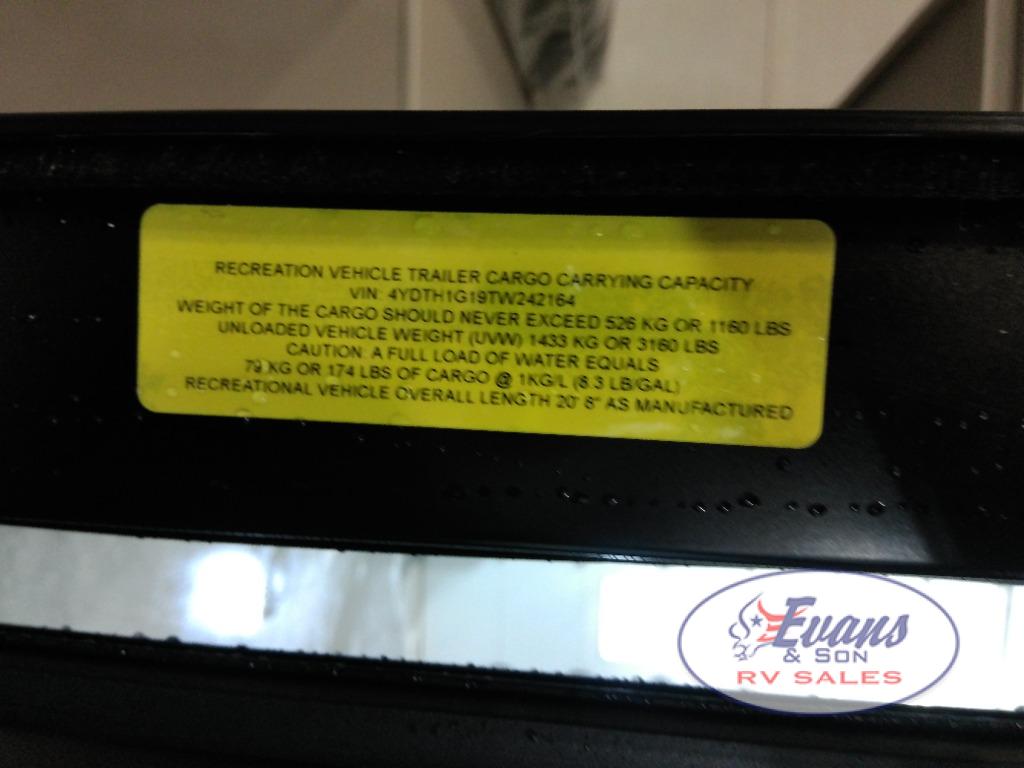 RECREATION VEHICLE TRAILER CARGO CARRYING CAPACITY
VIN: 4YDTH1G19TW242164
WEIGHT OF THE CARGO SHOULD NEVER EXCEED 526 KG OR 1160 LBS
UNLOADED VEHICLE WEIGHT (UVW) 1433 KG OR 3160 LBS
CAUTION: A FULL LOAD OF WATER EQUALS
79 KG OR 174 LBS OF CARGO @ 1KG/L (8.3 LB/GAL)
RECREATIONAL VEHICLE OVERALL LENGTH 20' 8" AS MANUFACTURED
Evans
& SON
RV SALES